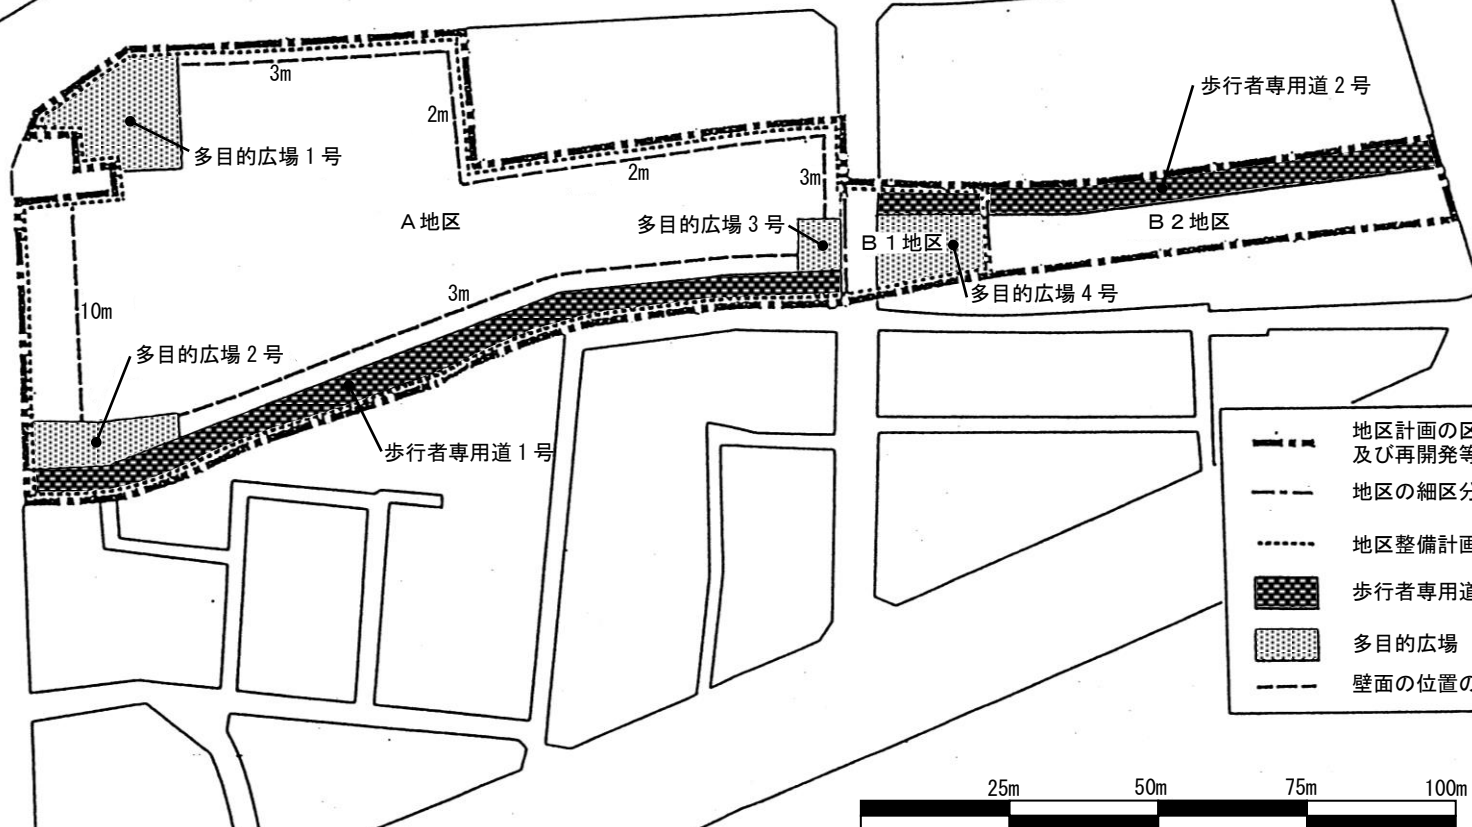 歩行者専用道2号
3m
2m
多目的広場1号
2m
3m
A地区
多目的広場3号
B1地区
B2地区
多目的広場4号
3m
10m
多目的広場2号
歩行者専用道1号
地区計画の区
及び再開発等
地区の細区分
地区整備計画
歩行者専用道
多目的広場
壁面の位置の
25m 50m 75m 100m